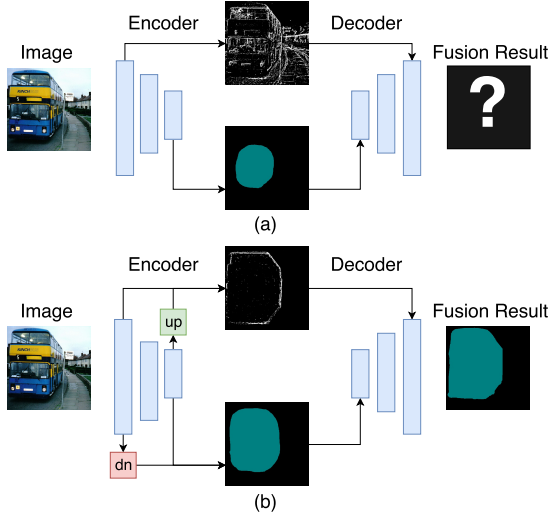 Encoder
Decoder
Image
Fusion Result
?
(a)
Encoder
Decoder
Image
Fusion Result
up
dn
(b)